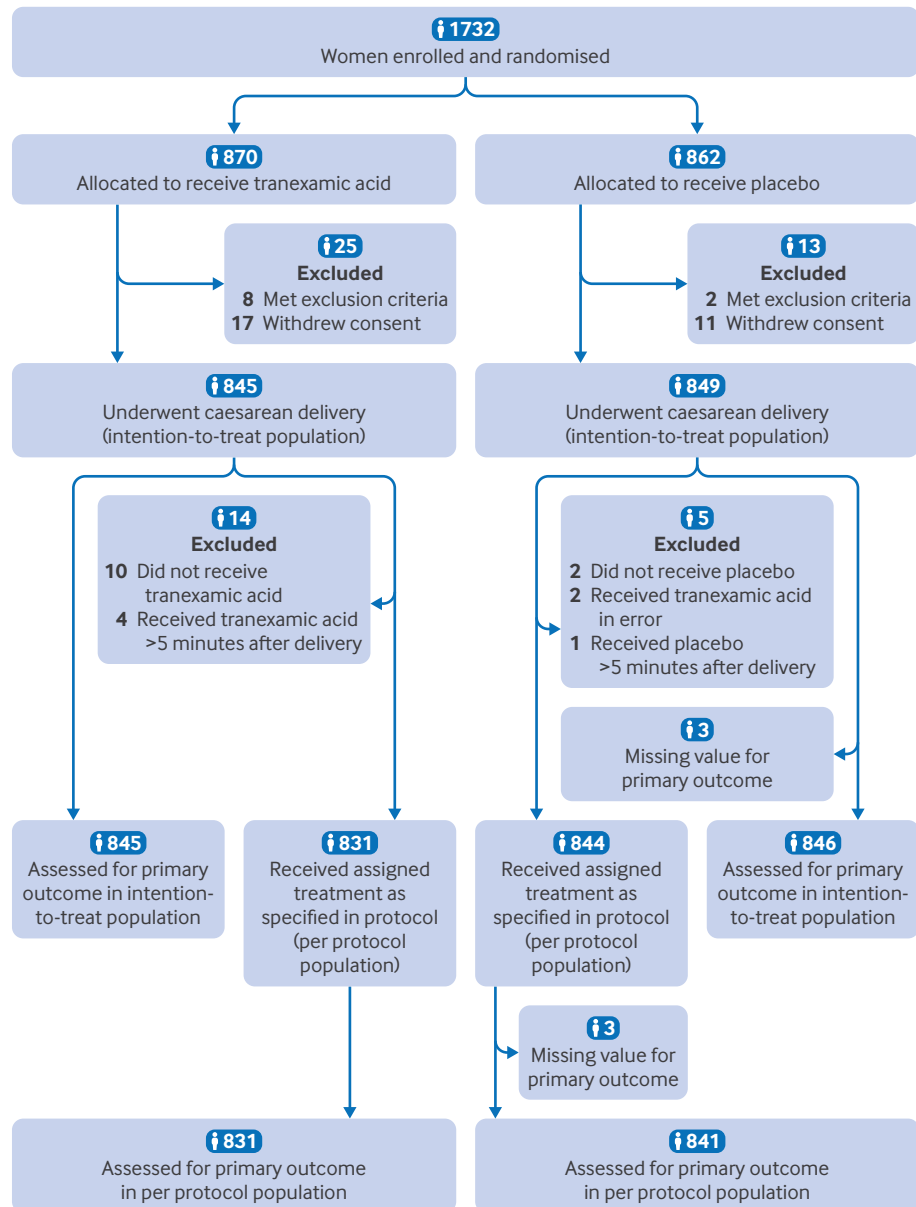 1732
Women enrolled and randomised
870
Allocated to receive tranexamic acid
862
Allocated to receive placebo
25
Excluded
8 Met exclusion criteria
17 Withdrew consent
13
Excluded
2 Met exclusion criteria
11 Withdrew consent
845
Underwent caesarean delivery
(intention-to-treat population)
849
Underwent caesarean delivery
(intention-to-treat population)
14
Excluded
10 Did not receive
tranexamic acid
4 Received tranexamic acid
>5 minutes after delivery
5
Excluded
2 Did not receive placebo
2 Received tranexamic acid
in error
1 Received placebo
>5 minutes after delivery
3
Missing value for
primary outcome
845
Assessed for primary
outcome in intention-
to-treat population
831
Received assigned
treatment as
specified in protocol
(per protocol
population)
844
Received assigned
treatment as
specified in protocol
(per protocol
population)
846
Assessed for primary
outcome in intention-
to-treat population
3
Missing value for
primary outcome
831
Assessed for primary outcome
in per protocol population
841
Assessed for primary outcome
in per protocol population